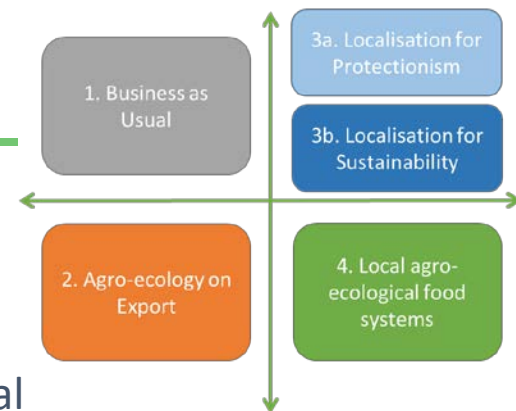 1. Business as
Usual
3a. Localisation for
Protectionism
3b. Localisation for
Sustainability
2. Agro-ecology on
Export
4. Local agro-
ecological food
systems
al